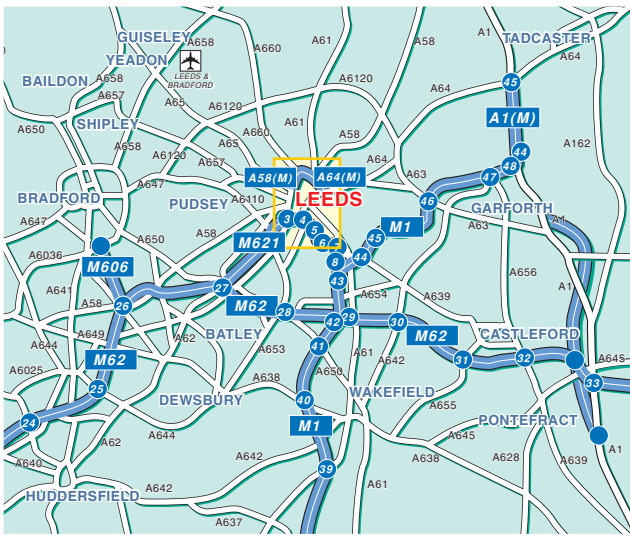 GUISELEY
A658
A660
A61
A58
A1
TADCASTER
A64
YEADON
LEEDS &
BRADFORD
BAILDON
A658
A657
A65
A6120
A6120
A64
45
A1(M)
A650
SHIPLEY
A658
A65
A660
A61
A58
A162
A6120
A657
A647
A58(M)
A64(M)
A64
A63
44
48
47
BRADFORD
PUDSEY
A6110
LEEDS
46
GARFORTH
A647
A650
A58
3
4
5
6
M621
45
M1
A63
A1
A6036
M606
8
44
A656
A641
27
43
A654
A639
A1
A58
26
M62
28
A649
A62
BATLEY
42
29
30
M62
CASTLEFORD
A644
M62
A653
41
A61
A642
31
32
A645
A6025
25
A638
A650
33
DEWSBURY
40
WAKEFIELD
A655
24
A62
A644
M1
A645
PONTEFRACT
A640
A642
39
A638
A628
A639
A1
HUDDERSFIELD
A642
A61
A637